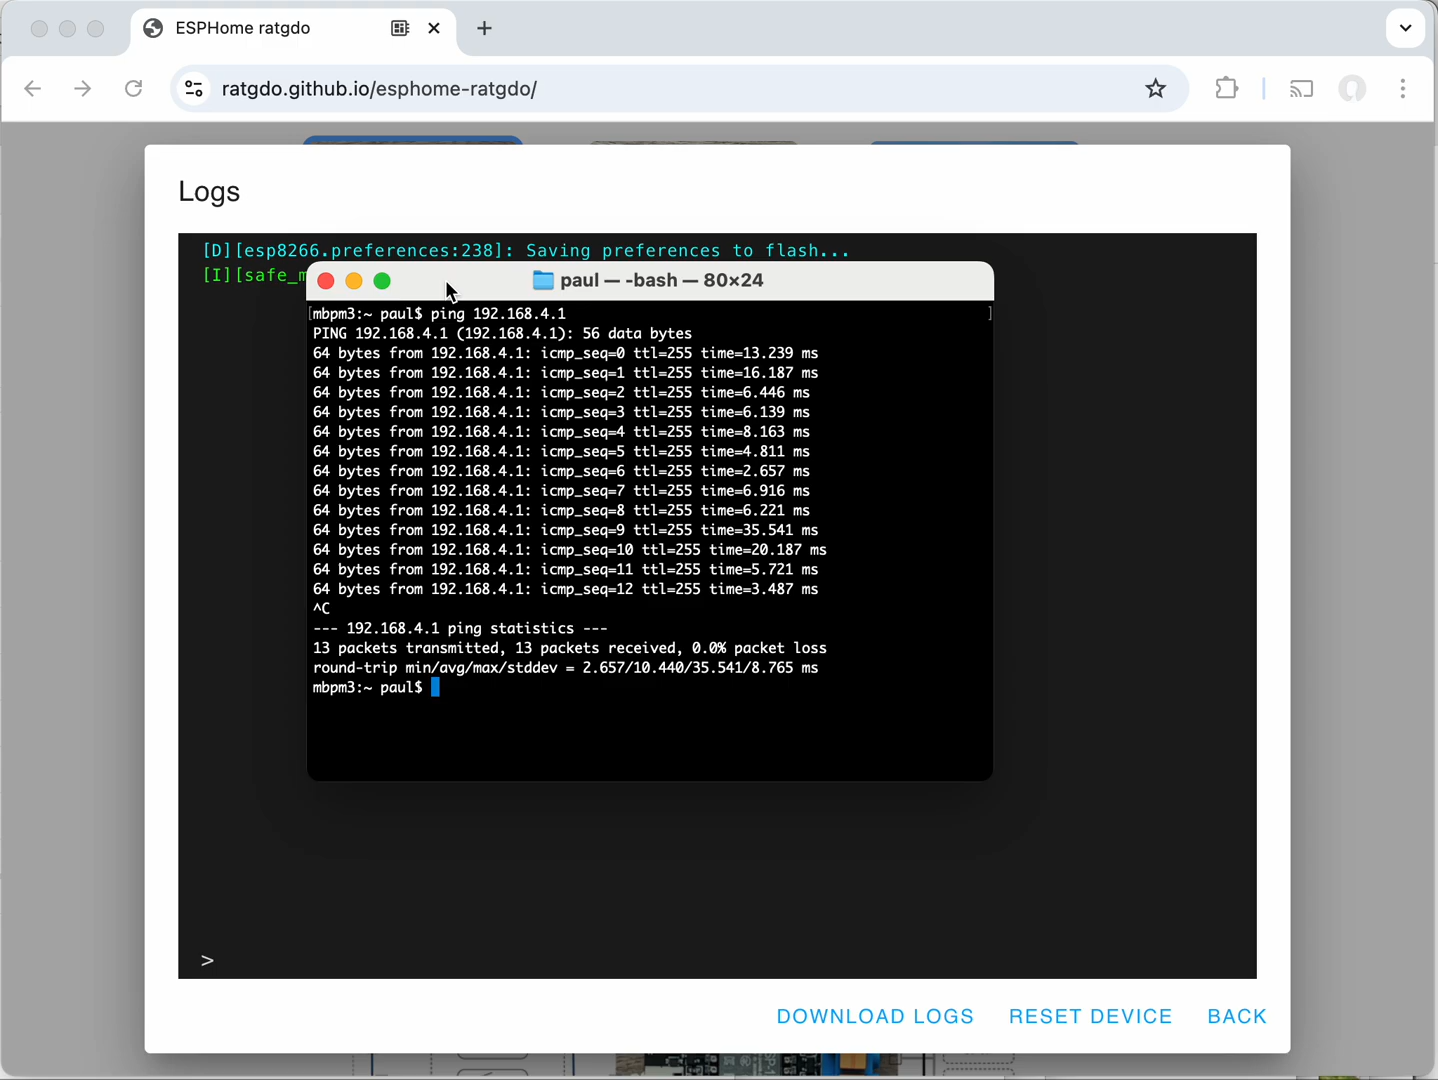 ESPHome ratgdo
ratgdo.github.io/esphome-ratgdo/
Logs
[D][esp8266.preferences:238]: Saving preferences to flash...
[I][safe_m
paul — -bash — 80×24
[mbpm3:~ paul$ ping 192.168.4.1 ]
PING 192.168.4.1 (192.168.4.1): 56 data bytes
64 bytes from 192.168.4.1: icmp_seq=0 ttl=255 time=13.239 ms
64 bytes from 192.168.4.1: icmp_seq=1 ttl=255 time=16.187 ms
64 bytes from 192.168.4.1: icmp_seq=2 ttl=255 time=6.446 ms
64 bytes from 192.168.4.1: icmp_seq=3 ttl=255 time=6.139 ms
64 bytes from 192.168.4.1: icmp_seq=4 ttl=255 time=8.163 ms
64 bytes from 192.168.4.1: icmp_seq=5 ttl=255 time=4.811 ms
64 bytes from 192.168.4.1: icmp_seq=6 ttl=255 time=2.657 ms
64 bytes from 192.168.4.1: icmp_seq=7 ttl=255 time=6.916 ms
64 bytes from 192.168.4.1: icmp_seq=8 ttl=255 time=6.221 ms
64 bytes from 192.168.4.1: icmp_seq=9 ttl=255 time=35.541 ms
64 bytes from 192.168.4.1: icmp_seq=10 ttl=255 time=20.187 ms
64 bytes from 192.168.4.1: icmp_seq=11 ttl=255 time=5.721 ms
64 bytes from 192.168.4.1: icmp_seq=12 ttl=255 time=3.487 ms
^C
--- 192.168.4.1 ping statistics ---
13 packets transmitted, 13 packets received, 0.0% packet loss
round-trip min/avg/max/stddev = 2.657/10.440/35.541/8.765 ms
mbpm3:~ paul$
>
DOWNLOAD LOGS RESET DEVICE BACK